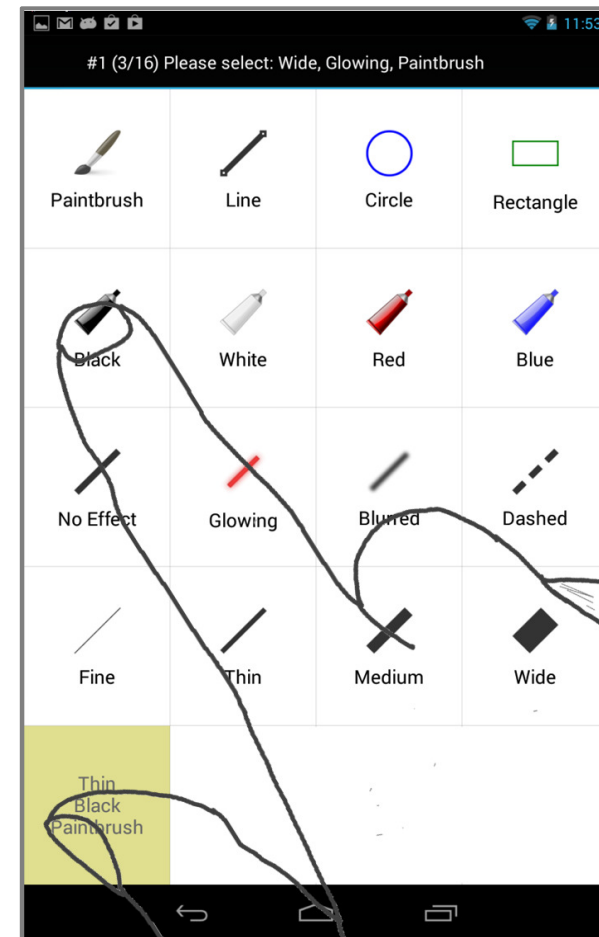 11:53
#1 (3/16) Please select: Wide, Glowing, Paintbrush
Paintbrush Line Circle Rectangle
Black White Red Blue
No Effect Glowing Blurred Dashed
Fine Thin Medium Wide
Thin
Black
Paintbrush